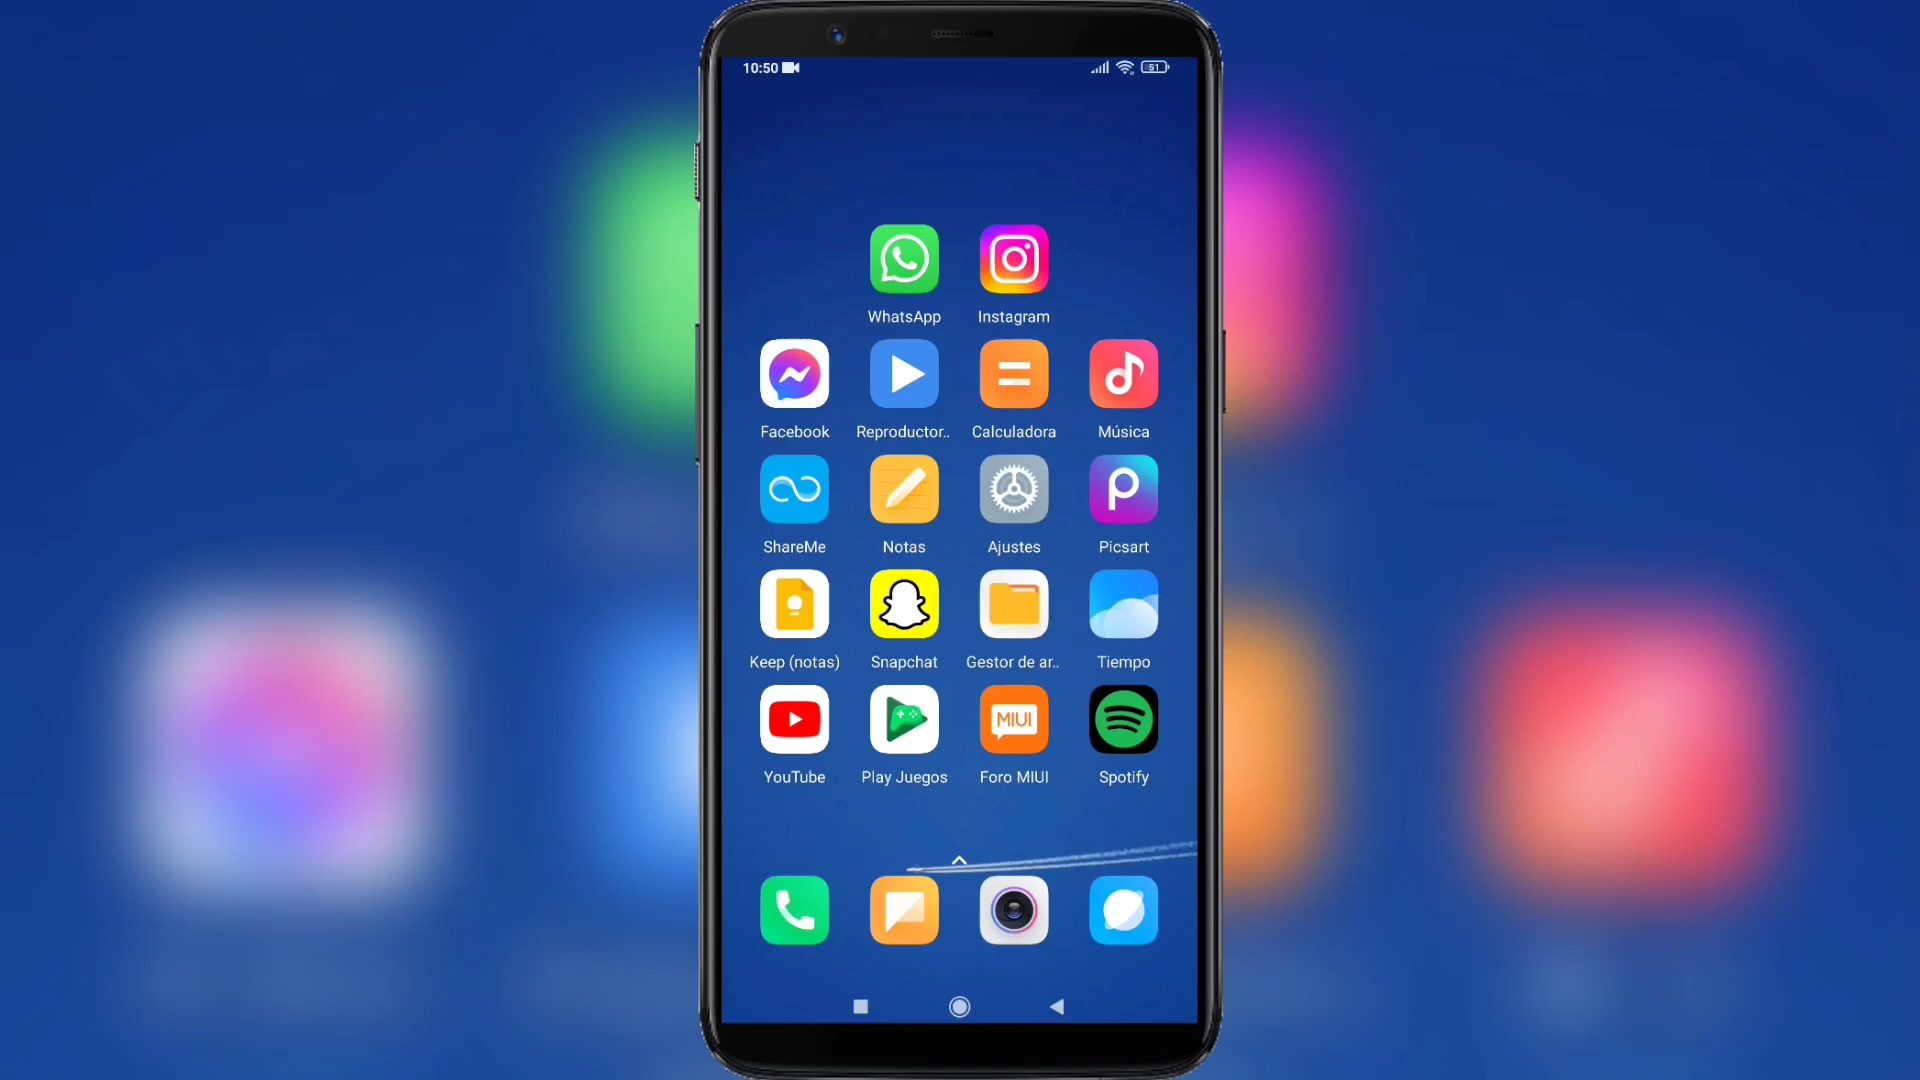 10:50
51
WhatsApp Instagram
Facebook Reproductor.. Calculadora Música
ShareMe Notas Ajustes Picsart
Keep (notas) Snapchat Gestor de ar.. Tiempo
MIUI
YouTube Play Juegos Foro MIUI Spotify